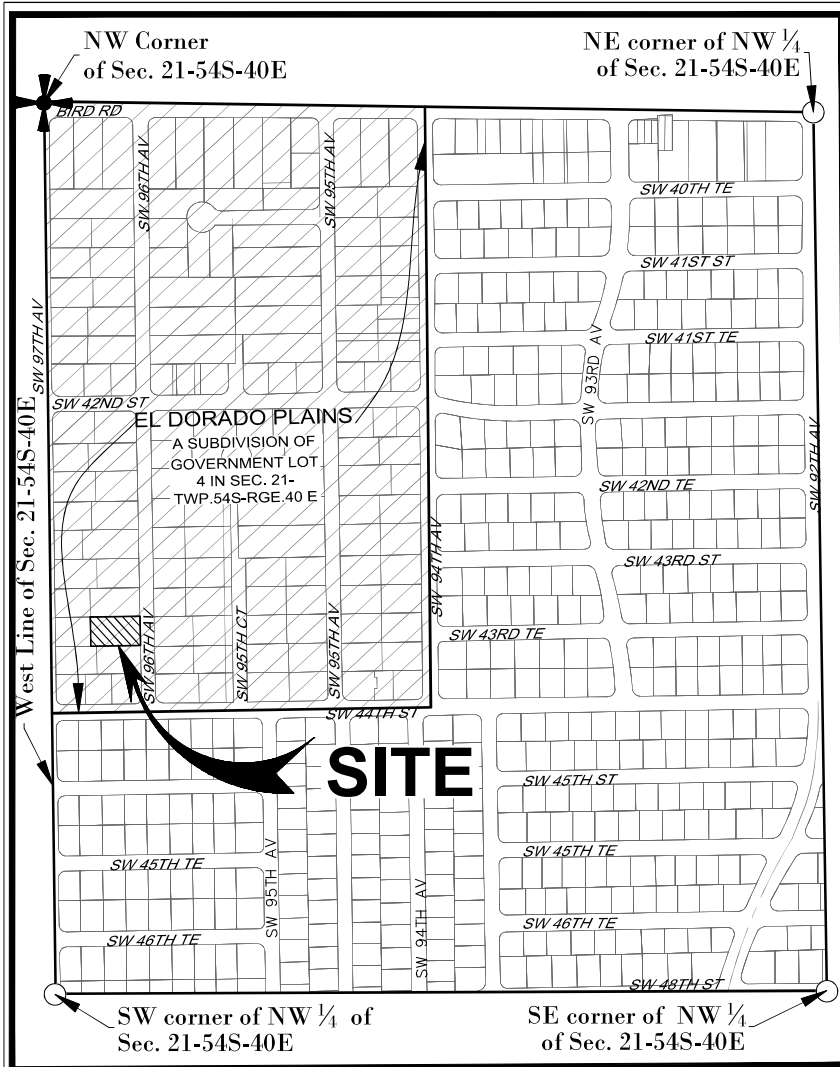 NW Corner
of Sec. 21-54S-40E
NE corner of NW ¼
of Sec. 21-54S-40E
BIRD RD
SW 96TH AV
SW 95TH AV
SW 40TH TE
SW 41ST ST
SW 97TH AV
SW 41ST TE
SW 93RD AV
SW 42ND ST
EL DORADO PLAINS
A SUBDIVISION OF
GOVERNMENT LOT
4 IN SEC. 21-
TWP.54S-RGE.40 E
West Line of Sec. 21-54S-40E
SW 92TH AV
SW 42ND TE
SW 43RD ST
SW 94TH AV
SW 96TH AV
SW 95TH CT
SW 95TH AV
SW 43RD TE
SW 44TH ST
SITE
SW 45TH ST
SW 45TH TE
SW 45TH TE
SW 95TH AV
SW 94TH AV
SW 46TH TE
SW 46TH TE
SW 48TH ST
SW corner of NW ¼ of
Sec. 21-54S-40E
SE corner of NW ¼
of Sec. 21-54S-40E